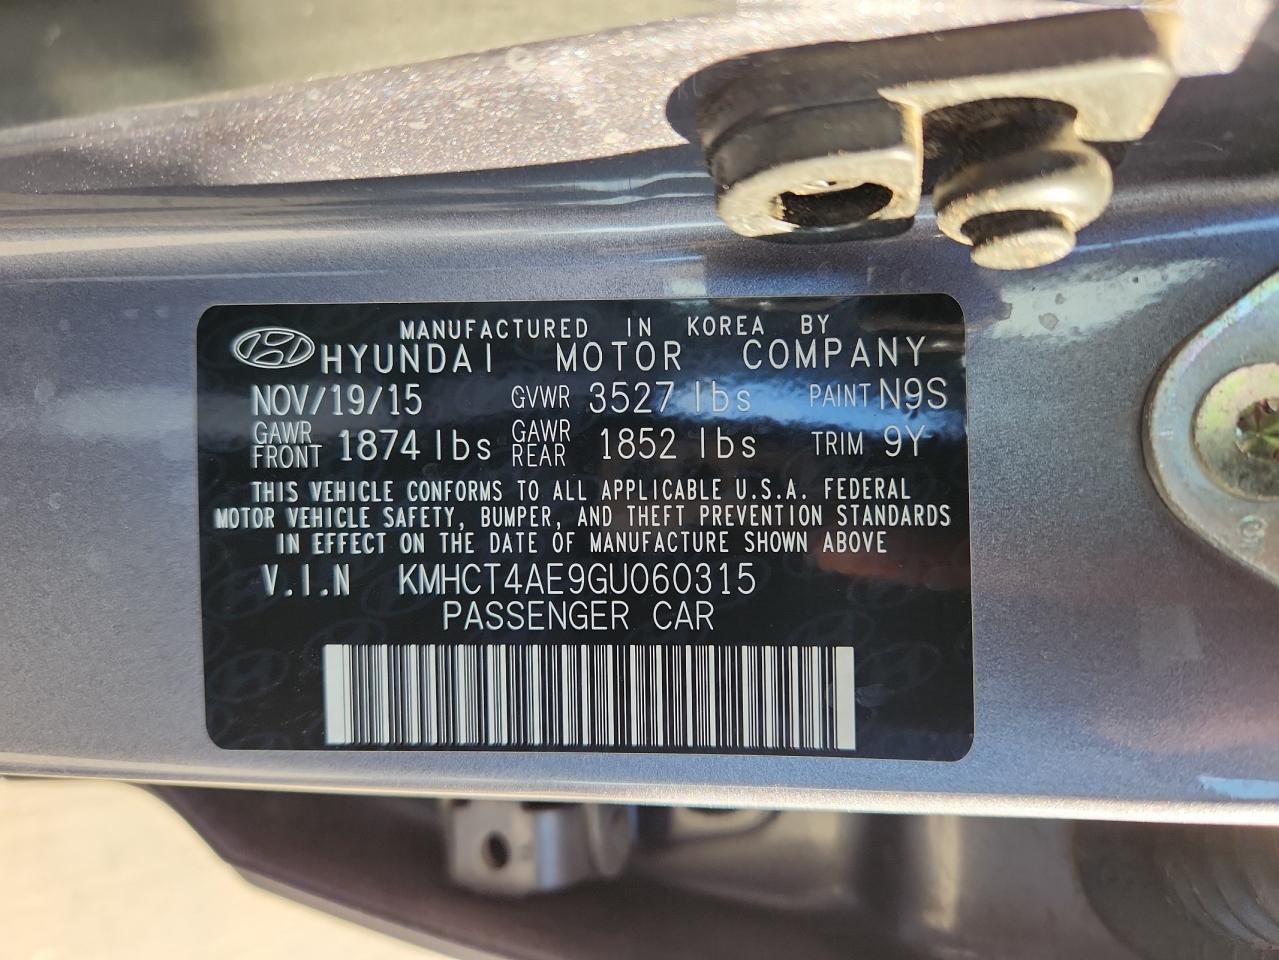 MANUFACTURED IN KOREA BY
HYUNDAI MOTOR COMPANY
NOV/19/15 GVWR 3527 lbs PAINT N9S
GAWR FRONT 1874 lbs GAWR REAR 1852 lbs TRIM 9Y
THIS VEHICLE CONFORMS TO ALL APPLICABLE U.S.A. FEDERAL
MOTOR VEHICLE SAFETY, BUMPER, AND THEFT PREVENTION STANDARDS
IN EFFECT ON THE DATE OF MANUFACTURE SHOWN ABOVE
V.I.N KMHCT4AE9GU060315
PASSENGER CAR